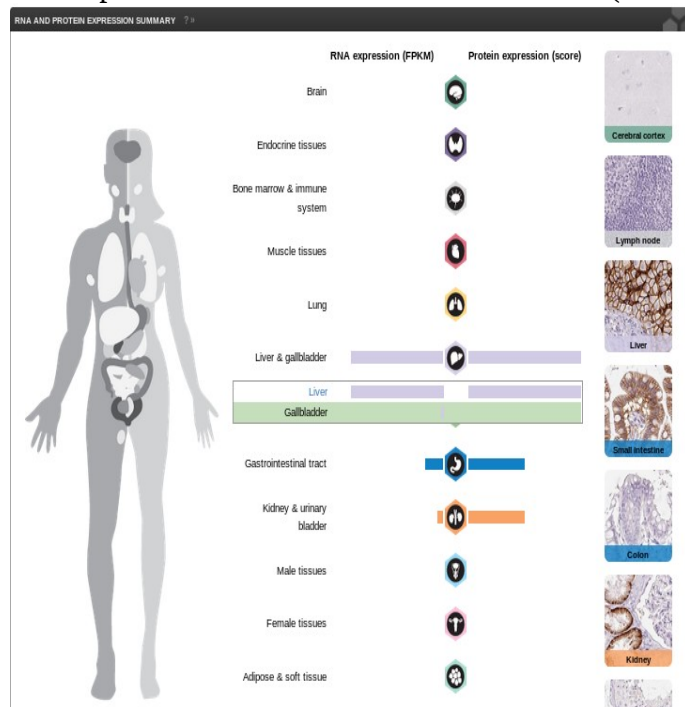 RNA AND PROTEIN EXPRESSION SUMMARY ? »
RNA expression (FPKM) Protein expression (score)
Brain
Endocrine tissues
Bone marrow & immune
system
Muscle tissues
Lung
Liver & gallbladder
Liver
Gallbladder
Gastrointestinal tract
Kidney & urinary
bladder
Male tissues
Female tissues
Adipose & soft tissue
Cerebral cortex
Lymph node
Liver
Small intestine
Colon
Kidney